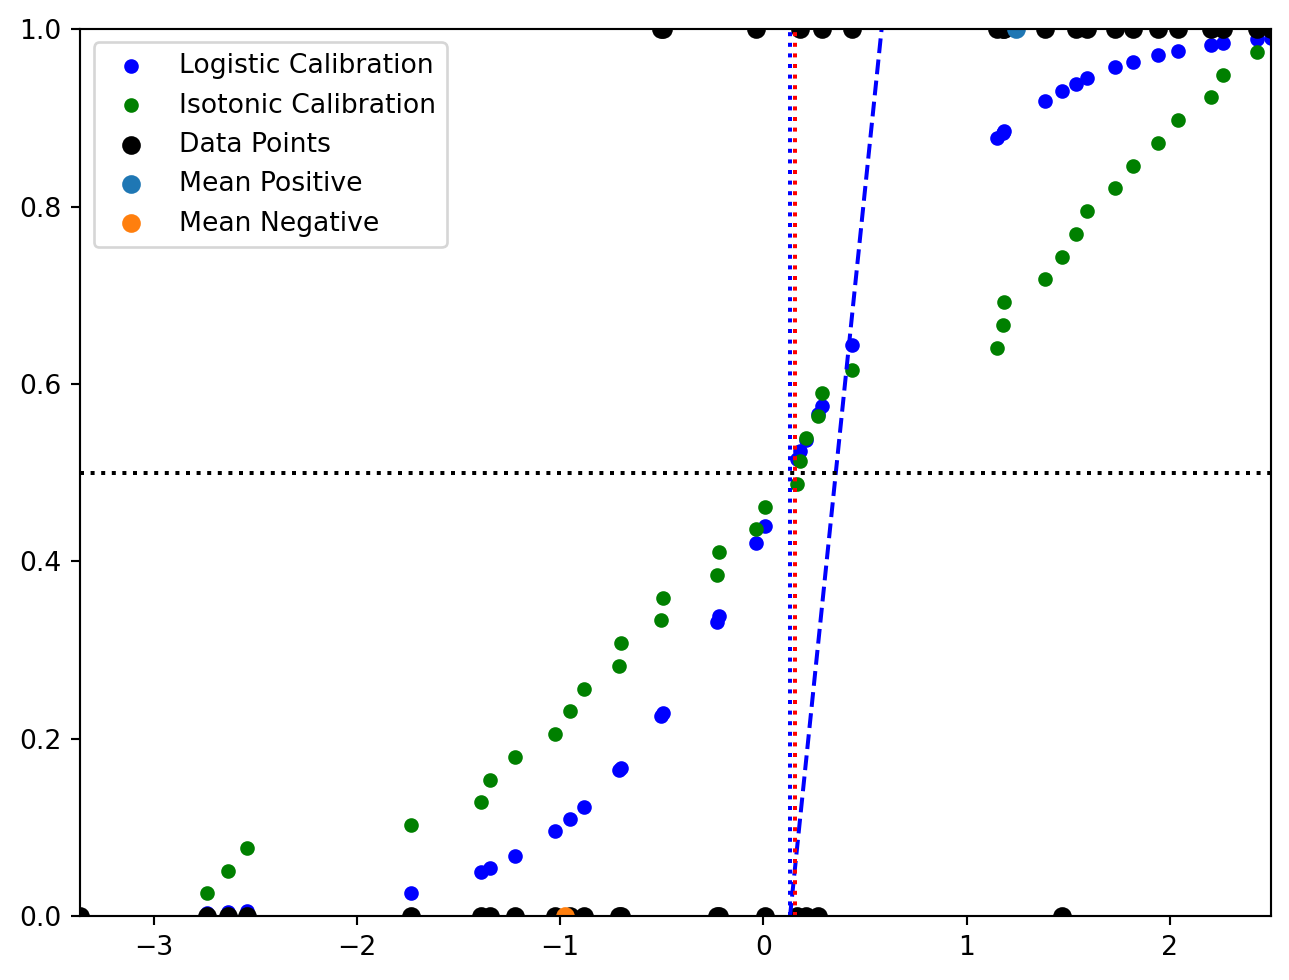 1.0
0.8
0.6
0.4
0.2
0.0
Logistic Calibration
Isotonic Calibration
Data Points
Mean Positive
Mean Negative
−3
−2
−1
0
1
2